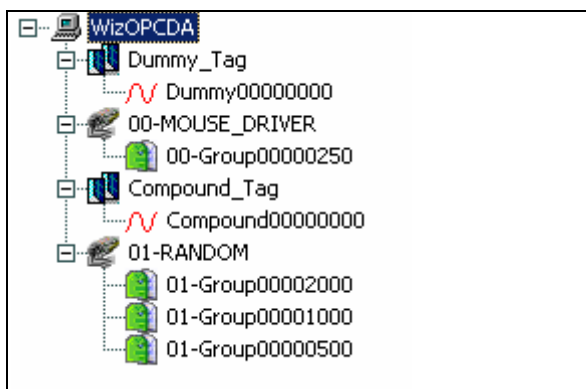 WizOPCDA
Dummy_Tag
Dummy00000000
00-MOUSE_DRIVER
00-Group00000250
Compound_Tag
Compound00000000
01-RANDOM
01-Group00002000
01-Group00001000
01-Group00000500